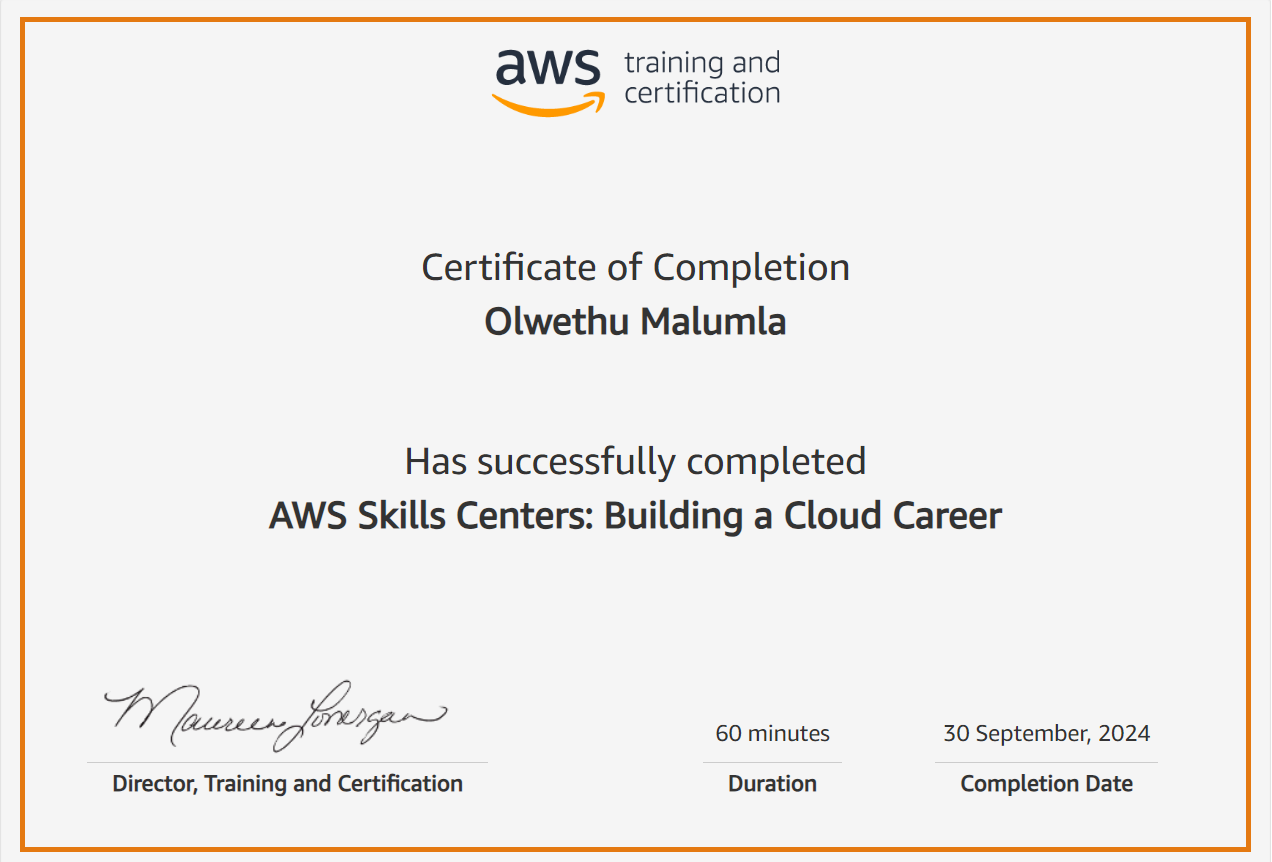 aws training and
certification
Certificate of Completion
Olwethu Malumla
Has successfully completed
AWS Skills Centers: Building a Cloud Career
Maureen Lonergan
60 minutes
30 September, 2024
Director, Training and Certification
Duration
Completion Date